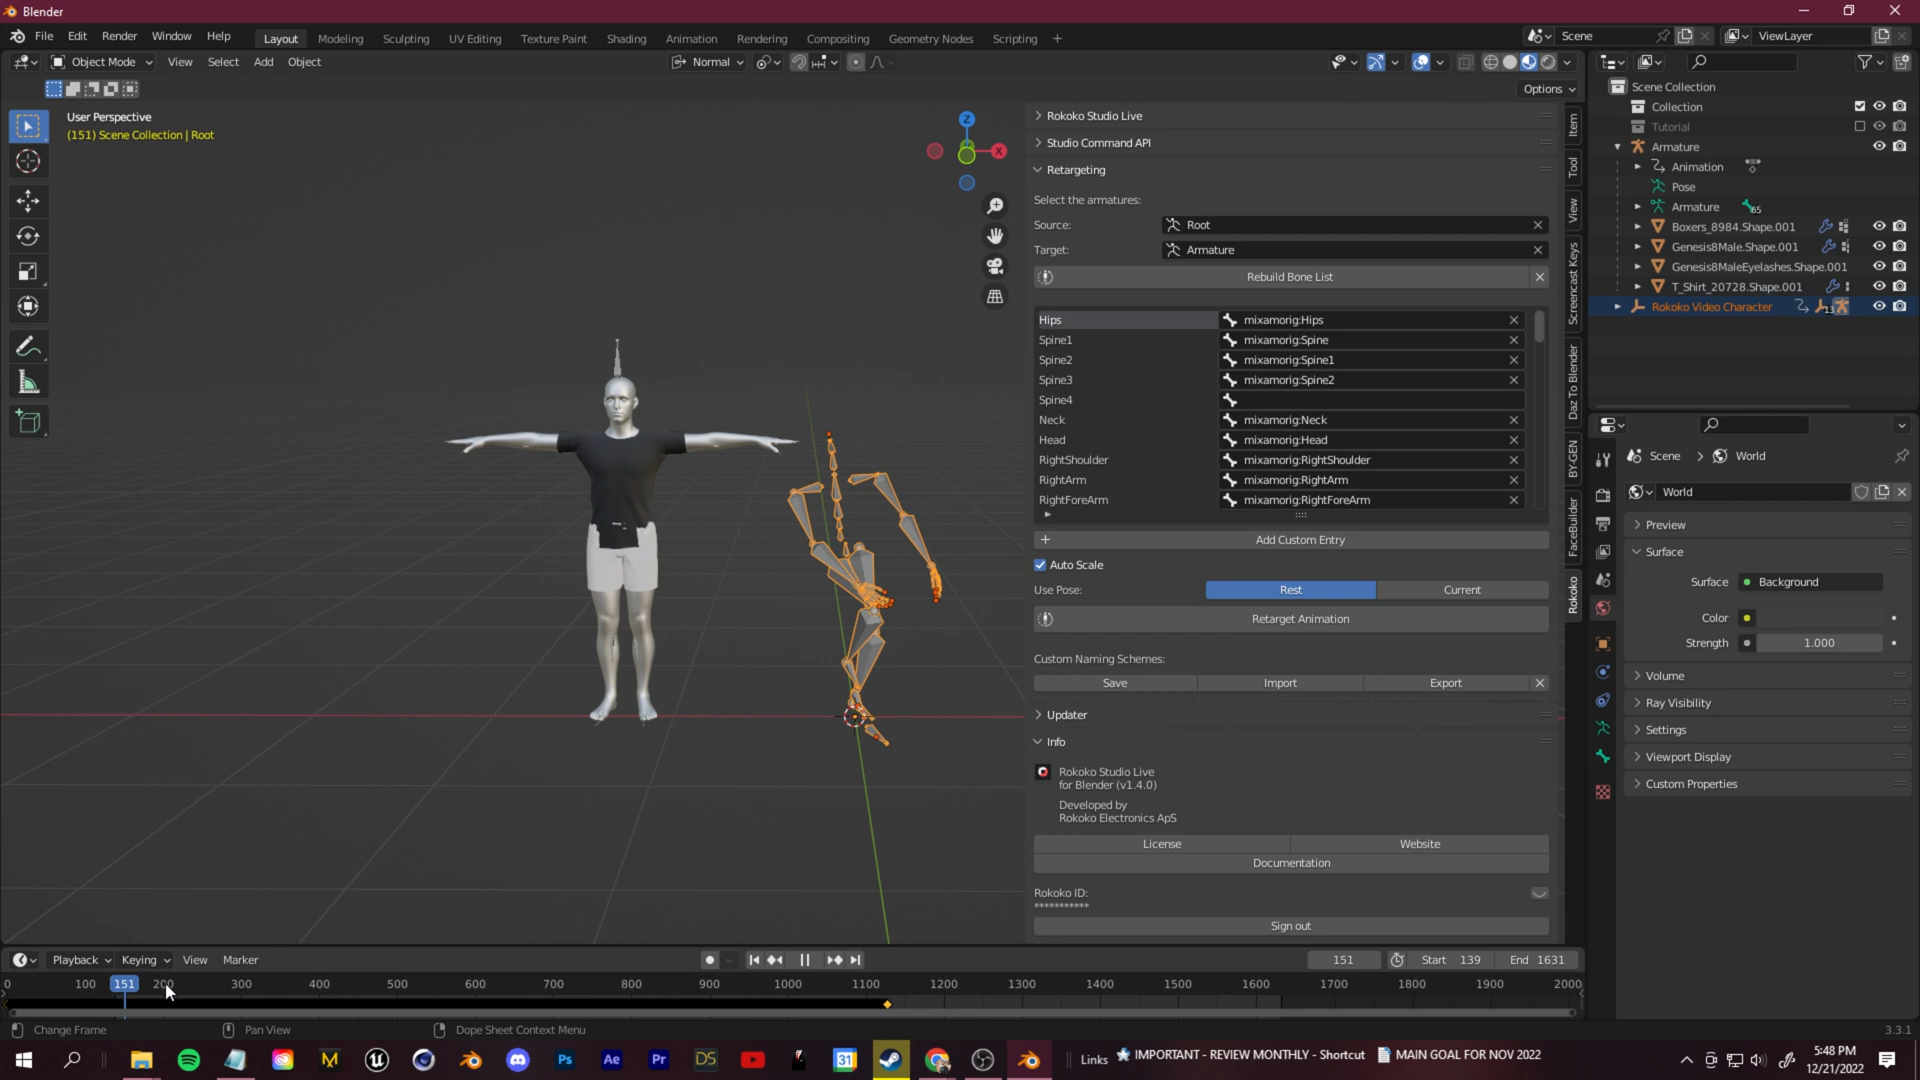 Blender
File Edit Render Window Help
Layout Modeling Sculpting UV Editing Texture Paint Shading Animation Rendering Compositing Geometry Nodes Scripting +
Scene
ViewLayer
Object Mode View Select Add Object
Normal
Options
User Perspective
(151) Scene Collection | Root
Z
X
Rokoko Studio Live
Studio Command API
Retargeting
Select the armatures:
Source: Root
Target: Armature
Rebuild Bone List
Hips mixamorig:Hips
Spine1 mixamorig:Spine
Spine2 mixamorig:Spine1
Spine3 mixamorig:Spine2
Spine4
Neck mixamorig:Neck
Head mixamorig:Head
RightShoulder mixamorig:RightShoulder
RightArm mixamorig:RightArm
RightForeArm mixamorig:RightForeArm
+ Add Custom Entry
Auto Scale
Use Pose: Rest Current
Retarget Animation
Custom Naming Schemes:
Save Import Export
Updater
Info
Rokoko Studio Live
for Blender (v1.4.0)
Developed by
Rokoko Electronics ApS
License Website
Documentation
Rokoko ID:
***********
Sign out
Item
Tool
View
Screencast Keys
Daz To Blender
BY-GEN
FaceBuilder
Rokoko
Scene Collection
Collection
Tutorial
Armature
Animation
Pose
Armature 65
Boxers_8984.Shape.001
Genesis8Male.Shape.001
Genesis8MaleEyelashes.Shape.001
T_Shirt_20728.Shape.001
Rokoko Video Character 13
Scene > World
World
Preview
Surface
Surface Background
Color
Strength 1.000
Volume
Ray Visibility
Settings
Viewport Display
Custom Properties
Playback Keying View Marker
151 Start 139 End 1631
0 100 151 200 300 400 500 600 700 800 900 1000 1100 1200 1300 1400 1500 1600 1700 1800 1900 2000
Change Frame Pan View Dope Sheet Context Menu
3.3.1
Ps Ae Pr DS 31
Links IMPORTANT - REVIEW MONTHLY - Shortcut MAIN GOAL FOR NOV 2022
5:48 PM
12/21/2022